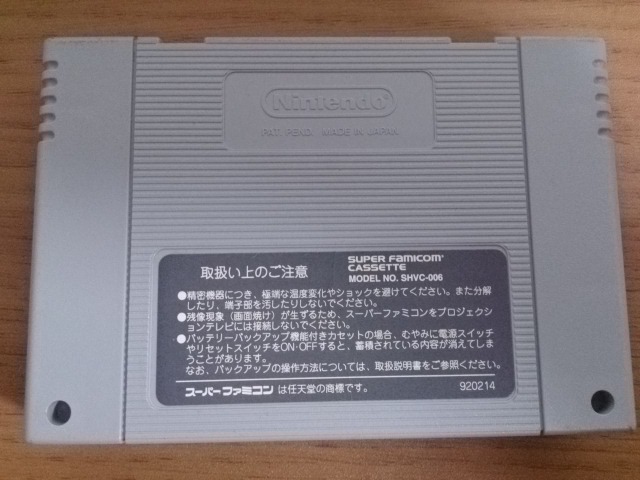 Nintendo
PAT. PEND. MADE IN JAPAN
取扱い上のご注意
SUPER FAMICOM
CASSETTE
MODEL NO. SHVC-006
●精密機器につき、極端な温度変化やショックを避けてください。また分解
したり、端子部を汚したりしないでください。
●残像現象（画面焼け）が生ずるため、スーパーファミコンをプロジェクシ
ョンテレビには接続しないでください。
●バッテリーバックアップ機能付きカセットの場合、むやみに電源スイッチ
やリセットスイッチをON・OFFすると、蓄積されている内容が消えてしま
うことがあります。
なお、バックアップの操作方法については、取扱説明書をご参照ください。
スーパーファミコン は任天堂の商標です。 920214